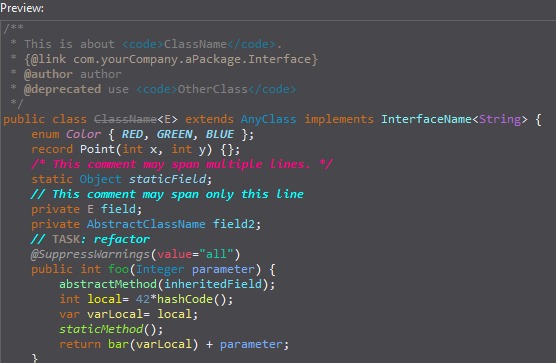 Preview:
/**
 * This is about <code>ClassName</code>.
 * {@link com.yourCompany.aPackage.Interface}
 * @author author
 * @deprecated use <code>OtherClass</code>
 */
public class ClassName<E> extends AnyClass implements InterfaceName<String> {
    enum Color { RED, GREEN, BLUE };
    record Point(int x, int y) {};
    /* This comment may span multiple lines. */
    static Object staticField;
    // This comment may span only this line
    private E field;
    private AbstractClassName field2;
    // TASK: refactor
    @SuppressWarnings(value="all")
    public int foo(Integer parameter) {
        abstractMethod(inheritedField);
        int local= 42*hashCode();
        var varLocal= local;
        staticMethod();
        return bar(varLocal) + parameter;
    }